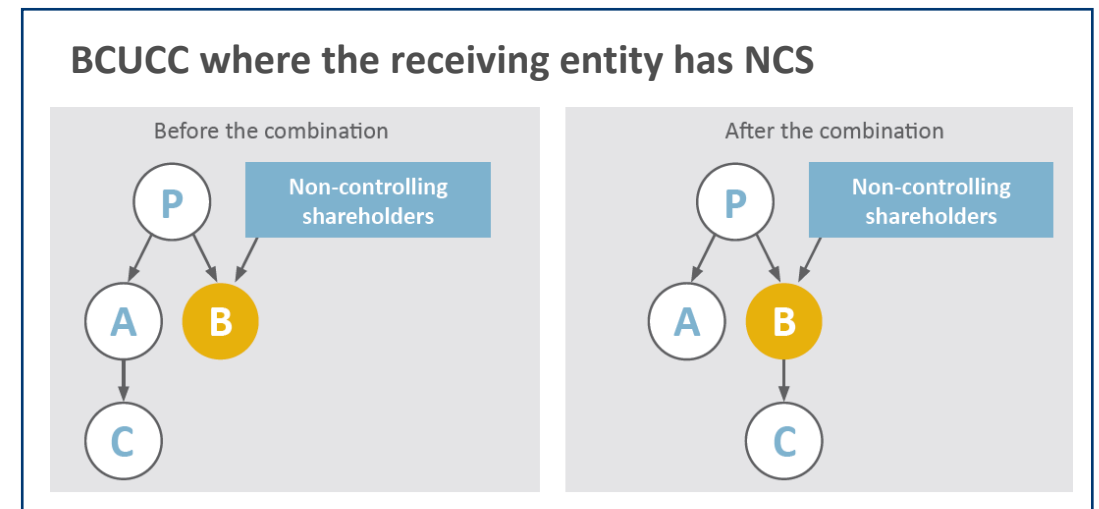 BCUCC where the receiving entity has NCS
Before the combination
P
Non-controlling
shareholders
A
B
C
After the combination
P
Non-controlling
shareholders
A
B
C